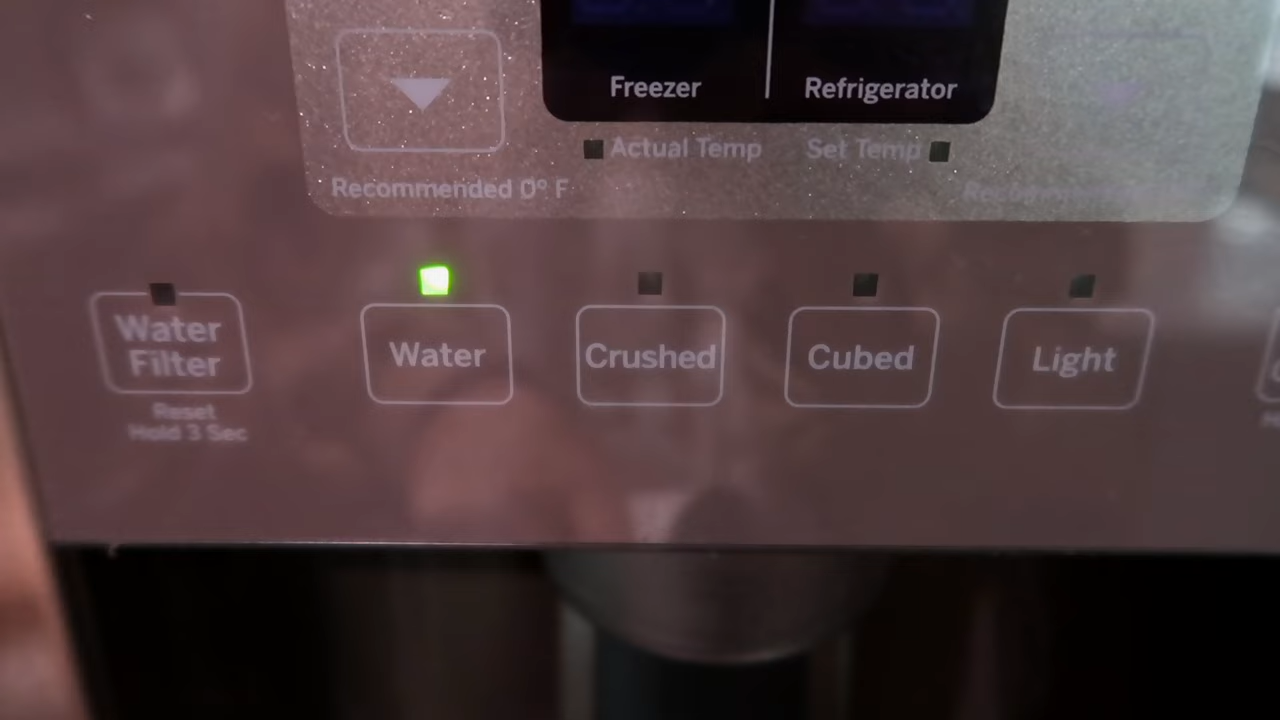 Freezer
Refrigerator
Actual Temp
Set Temp
Recommended 0° F
Water
Filter
Reset
Hold 3 Sec
Water
Crushed
Cubed
Light